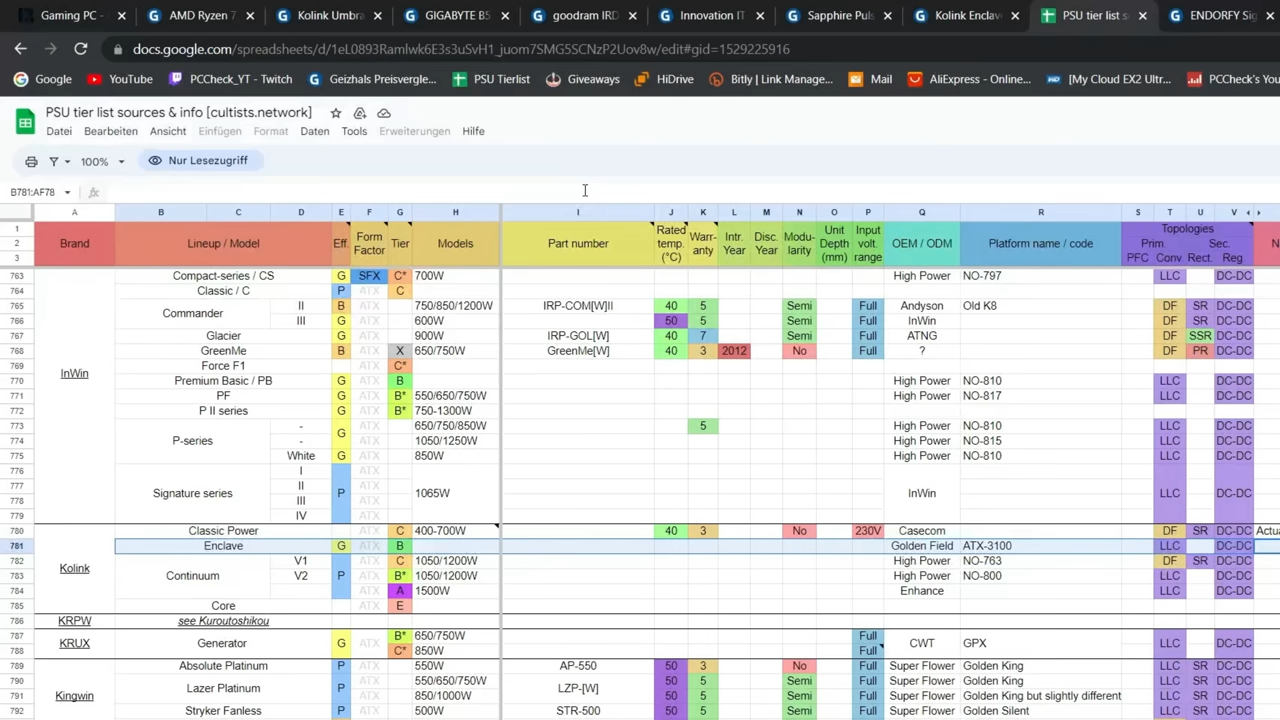 Gaming PC - AMD Ryzen 7 Kolink Umbra GIGABYTE B5 goodram IRD Innovation IT Sapphire Puls Kolink Enclave PSU tier list s ENDORFY Sig
docs.google.com/spreadsheets/d/1eL0893Ramlwk6E3s3uSvH1_juom7SMG5SCNzP2Uov8w/edit#gid=1529225916
Google YouTube PCCheck_YT - Twitch Geizhals Preisvergle... PSU Tierlist Giveaways HiDrive Bitly | Link Manage... Mail AliExpress - Online... [My Cloud EX2 Ultr... PCCheck's You
PSU tier list sources & info [cultists.network]
Datei Bearbeiten Ansicht Einfügen Format Daten Tools Erweiterungen Hilfe
100% Nur Lesezugriff
B781:AF78 fx
A B C D E F G H I J K L M N O P Q R S T U V
1
2
3
Brand Lineup / Model Eff. Form Factor Tier Models Part number Rated temp. (°C) Warr-anty Intr. Year Disc. Year Modu-larity Unit Depth (mm) Input volt. range OEM / ODM Platform name / code Topologies Prim. Sec. PFC Conv Rect. Reg N
763 Compact-series / CS G SFX C* 700W High Power NO-797 LLC DC-DC
764 Classic / C P ATX C
765 Commander II B ATX 750/850/1200W IRP-COM[W]II 40 5 Semi Full Andyson Old K8 DF SR DC-DC
766 III G ATX 600W 50 5 Semi Full InWin DF SR DC-DC
767 Glacier G ATX 900W IRP-GOL[W] 40 7 Semi Full ATNG DF SSR DC-DC
768 GreenMe B ATX X 650/750W GreenMe[W] 40 3 2012 No Full ? DF PR DC-DC
769 Force F1 ATX C*
InWin
770 Premium Basic / PB G ATX B High Power NO-810 LLC DC-DC
771 PF G ATX B* 550/650/750W High Power NO-817 LLC DC-DC
772 P II series G ATX B* 750-1300W
773 P-series - G ATX 650/750/850W 5 High Power NO-810 LLC DC-DC
774 - ATX 1050/1250W High Power NO-815 LLC DC-DC
775 White ATX 850W High Power NO-810 LLC DC-DC
776 I ATX
777 Signature series II P ATX 1065W InWin LLC DC-DC
778 III ATX
779 IV ATX
780 Classic Power ATX C 400-700W 40 3 No 230V Casecom DF SR DC-DC Actua
781 Enclave G ATX B Golden Field ATX-3100 LLC DC-DC
782 Kolink Continuum V1 P ATX C 1050/1200W High Power NO-763 DF SR DC-DC
783 V2 ATX B* 1050/1200W High Power NO-800 LLC DC-DC
784 ATX A 1500W Enhance
785 Core ATX E
786 KRPW see Kuroutoshikou
787 KRUX Generator G ATX B* 650/750W Full CWT GPX LLC DC-DC
788 ATX C* 850W Full
789 Absolute Platinum P ATX 550W AP-550 50 3 No Full Super Flower Golden King LLC SR DC-DC
790 Lazer Platinum P ATX 550/650/750W LZP-[W] 50 5 Semi Full Super Flower Golden King LLC SR DC-DC
791 Kingwin ATX 850/1000W 50 5 Semi Full Super Flower Golden King but slightly different LLC SR DC-DC
792 Stryker Fanless P ATX 500W STR-500 50 5 Semi Full Super Flower Golden Silent LLC SR DC-DC